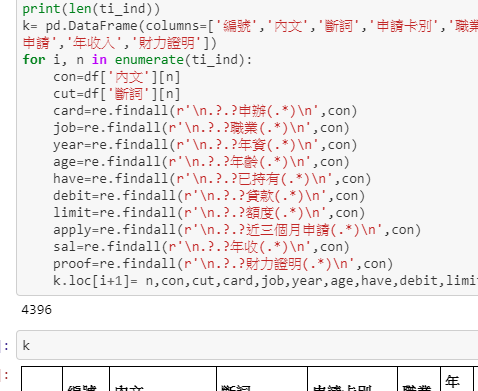 print(len(ti_ind))
k= pd.DataFrame(columns=['編號','內文','斷詞','申請卡別','職業
申請','年收入','財力證明'])
for i, n in enumerate(ti_ind):
    con=df['內文'][n]
    cut=df['斷詞'][n]
    card=re.findall(r'\n.?.?申辦(.*)\n',con)
    job=re.findall(r'\n.?.?職業(.*)\n',con)
    year=re.findall(r'\n.?.?年資(.*)\n',con)
    age=re.findall(r'\n.?.?年齡(.*)\n',con)
    have=re.findall(r'\n.?.?已持有(.*)\n',con)
    debit=re.findall(r'\n.?.?貸款(.*)\n',con)
    limit=re.findall(r'\n.?.?額度(.*)\n',con)
    apply=re.findall(r'\n.?.?近三個月申請(.*)\n',con)
    sal=re.findall(r'\n.?.?年收(.*)\n',con)
    proof=re.findall(r'\n.?.?財力證明(.*)\n',con)
    k.loc[i+1]= n,con,cut,card,job,year,age,have,debit,limit
4396
]: k
]: 編號 內文 斷詞 申請卡別 職業 年